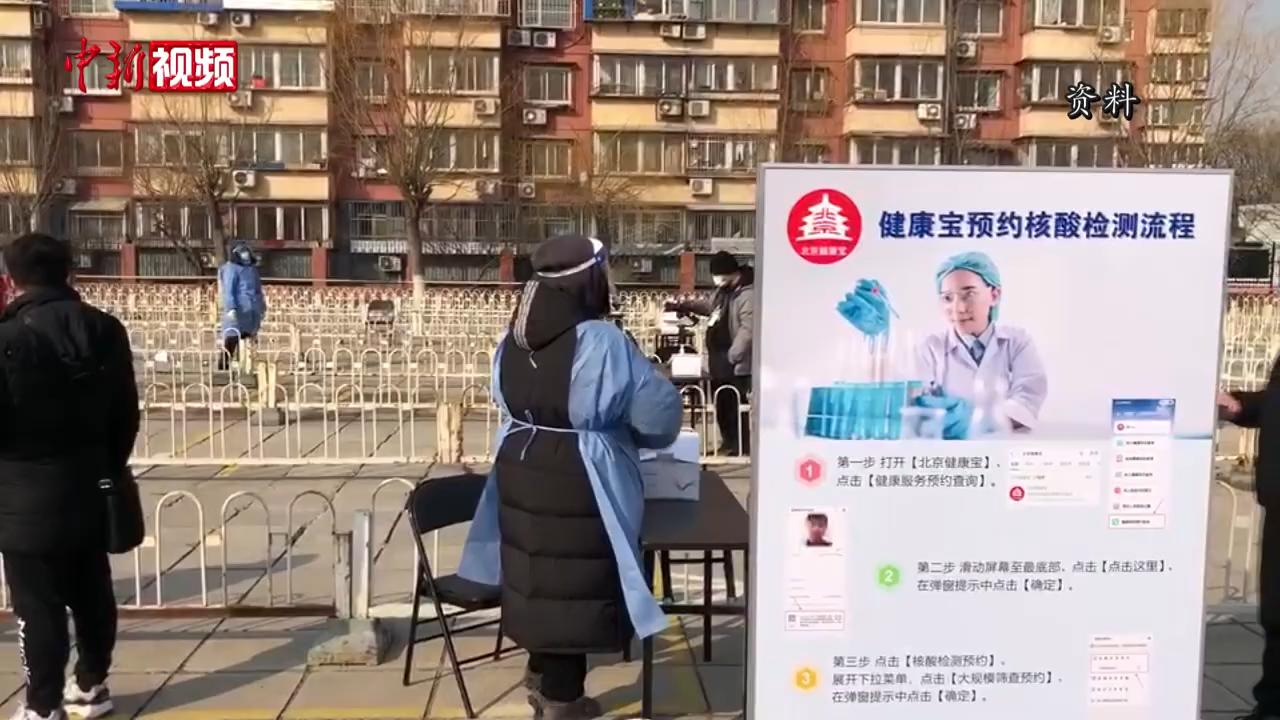 中新视频
资料
北京健康宝
健康宝预约核酸检测流程
1
第一步 打开【北京健康宝】、
点击【健康服务预约查询】。
2
第二步 滑动屏幕至最底部、点击【点击这里】、
在弹窗提示中点击【确定】。
3
第三步 点击【核酸检测预约】、
展开下拉菜单、点击【大规模筛查预约】、
在弹窗提示中点击【确定】。